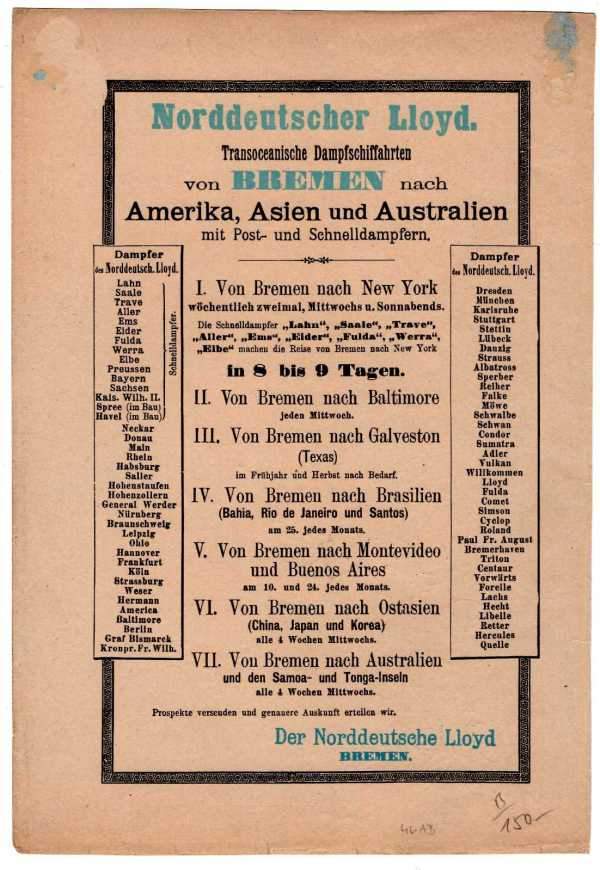 Norddeutscher Lloyd.
Transoceanische Dampfschiffahrten
von BREMEN nach
Amerika, Asien und Australien
mit Post- und Schnelldampfern.
Dampfer
des Norddeutsch. Lloyd.
Lahn
Saale
Trave
Aller
Ems
Eider
Fulda
Werra
Elbe
Preussen
Bayern
Sachsen
Kais. Wilh. II.
Spree (im Bau)
Havel (im Bau)
Schnelldampfer.
Neckar
Donau
Main
Rhein
Habsburg
Salier
Hohenstaufen
Hohenzollern
General Werder
Nürnberg
Braunschweig
Leipzig
Ohio
Hannover
Frankfurt
Köln
Strassburg
Weser
Hermann
America
Baltimore
Berlin
Graf Bismarck
Kronpr. Fr. Wilh.
I. Von Bremen nach New York
wöchentlich zweimal, Mittwochs u. Sonnabends.
Die Schnelldampfer „Lahn“, „Saale“, „Trave“,
„Aller“, „Ems“, „Eider“, „Fulda“, „Werra“,
„Elbe“ machen die Reise von Bremen nach New York
in 8 bis 9 Tagen.
II. Von Bremen nach Baltimore
jeden Mittwoch.
III. Von Bremen nach Galveston
(Texas)
im Frühjahr und Herbst nach Bedarf.
IV. Von Bremen nach Brasilien
(Bahia, Rio de Janeiro und Santos)
am 25. jedes Monats.
V. Von Bremen nach Montevideo
und Buenos Aires
am 10. und 24. jedes Monats.
VI. Von Bremen nach Ostasien
(China, Japan und Korea)
alle 4 Wochen Mittwochs.
VII. Von Bremen nach Australien
und den Samoa- und Tonga-Inseln
alle 4 Wochen Mittwochs.
Dampfer
des Norddeutsch. Lloyd.
Dresden
München
Karlsruhe
Stuttgart
Stettin
Lübeck
Danzig
Strauss
Albatross
Sperber
Reiher
Falke
Möwe
Schwalbe
Schwan
Condor
Sumatra
Adler
Vulkan
Willkommen
Lloyd
Fulda
Comet
Simson
Cyclop
Roland
Paul Fr. August
Bremerhaven
Triton
Centaur
Vorwärts
Forelle
Lachs
Hecht
Libelle
Retter
Hercules
Quelle
Prospekte versenden und genauere Auskunft erteilen wir.
Der Norddeutsche Lloyd
BREMEN.
150-